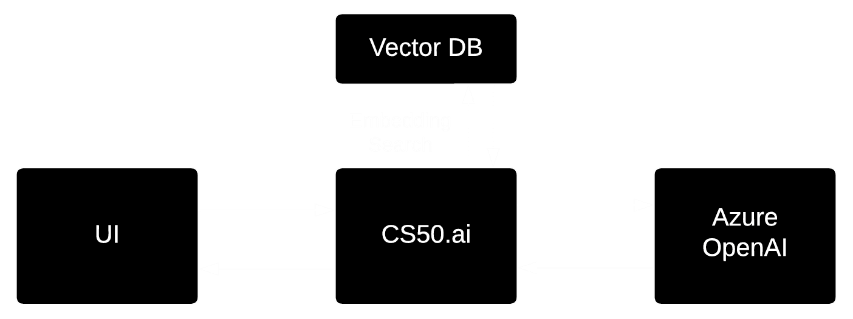 Vector DB
UI
CS50.ai
Azure
OpenAI